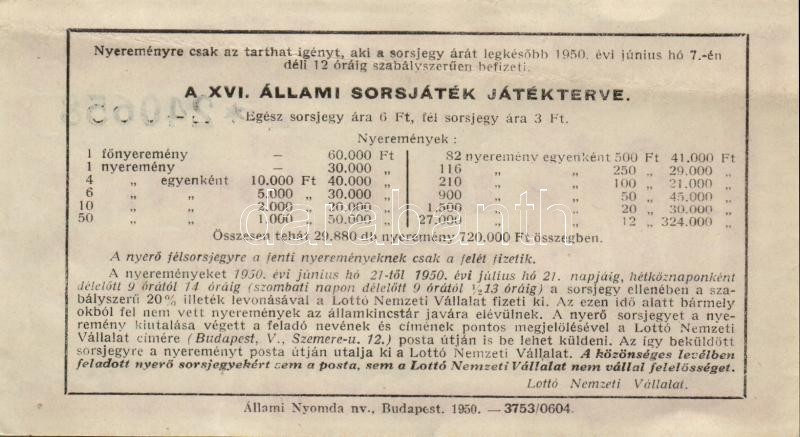 Nyereményre csak az tarthat igényt, aki a sorsjegy árát legkésőbb 1950. évi június hó 7.-én
déli 12 óráig szabályszerűen befizeti.
A XVI. ÁLLAMI SORSJÁTÉK JÁTÉKTERVE.
Egész sorsjegy ára 6 Ft, fél sorsjegy ára 3 Ft.
Nyeremények :
1 főnyeremény — 60.000 Ft 82 nyeremény egyenként 500 Ft 41.000 Ft
1 nyeremény — 30.000 „ 116 „ „ 250 „ 29.000 „
4 „ egyenként 10.000 Ft 40.000 „ 210 „ „ 100 „ 21.000 „
6 „ „ 5.000 „ 30.000 „ 900 „ „ 50 „ 45.000 „
10 „ „ 2.000 „ 20.000 „ 1,500 „ „ 20 „ 30.000 „
50 „ „ 1.000 „ 50.000 „ 27.000 „ „ 12 „ 324.000 „
Összesen tehát 29.880 db nyeremény 720.000 Ft összegben.
A nyerő félsorsjegyre a fenti nyereményeknek csak a felét fizetik.
A nyereményeket 1950. évi június hó 21-től 1950. évi július hó 21. napjáig, hétköznaponként
délelőtt 9 órától 14 óráig (szombati napon délelőtt 9 órától ½13 óráig) a sorsjegy ellenében a sza-
bályszerű 20% illeték levonásával a Lottó Nemzeti Vállalat fizeti ki. Az ezen idő alatt bármely
okból fel nem vett nyeremények az államkincstár javára elévülnek. A nyerő sorsjegyet a nye-
remény kiutalása végett a feladó nevének és címének pontos megjelölésével a Lottó Nemzeti
Vállalat címére (Budapest, V., Szemere-u. 12.) posta útján is be lehet küldeni. Az így beküldött
sorsjegyre a nyereményt posta útján utalja ki a Lottó Nemzeti Vállalat. A közönséges levélben
feladott nyerő sorsjegyekért sem a posta, sem a Lottó Nemzeti Vállalat nem vállal felelősséget.
Lottó Nemzeti Vállalat.
Állami Nyomda nv., Budapest. 1950. — 3753/0604.
darabanth